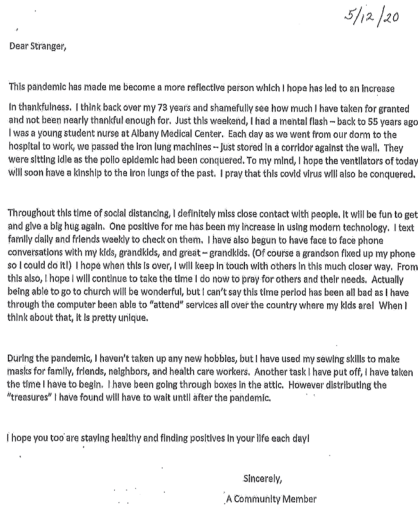 5/12/20
Dear Stranger,
This pandemic has made me become a more reflective person which I hope has led to an increase
in thankfulness. I think back over my 73 years and shamefully see how much I have taken for granted
and not been nearly thankful enough for. Just this weekend, I had a mental flash – back to 55 years ago
I was a young student nurse at Albany Medical Center. Each day as we went from our dorm to the
hospital to work, we passed the iron lung machines – just stored in a corridor against the wall. They
were sitting idle as the polio epidemic had been conquered. To my mind, I hope the ventilators of today
will soon have a kinship to the iron lungs of the past. I pray that this covid virus will also be conquered.
Throughout this time of social distancing, I definitely miss close contact with people. It will be fun to get
and give a big hug again. One positive for me has been my increase in using modern technology. I text
family daily and friends weekly to check on them. I have also begun to have face to face phone
conversations with my kids, grandkids, and great – grandkids. (Of course a grandson fixed up my phone
so I could do it!) I hope when this is over, I will keep in touch with others in this much closer way. From
this also, I hope I will continue to take the time I do now to pray for others and their needs. Actually
being able to go to church will be wonderful, but I can't say this time period has been all bad as I have
through the computer been able to "attend" services all over the country where my kids are! When I
think about that, it is pretty unique.
During the pandemic, I haven't taken up any new hobbies, but I have used my sewing skills to make
masks for family, friends, neighbors, and health care workers. Another task I have put off, I have taken
the time I have to begin. I have been going through boxes in the attic. However distributing the
"treasures" I have found will have to wait until after the pandemic.
I hope you too are staying healthy and finding positives in your life each day!
Sincerely,
A Community Member